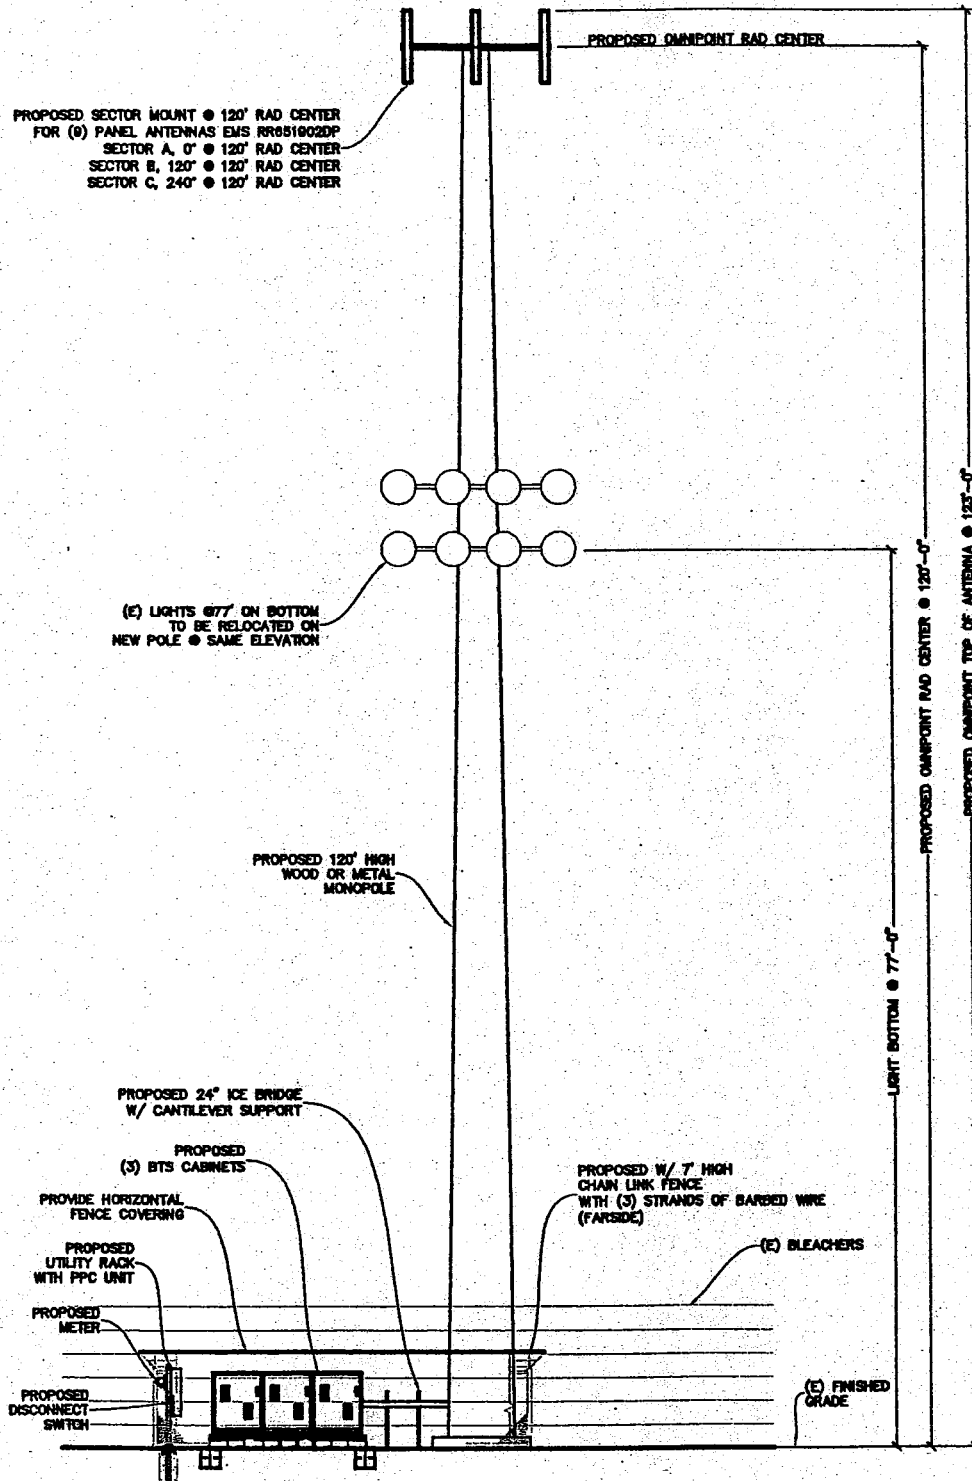 PROPOSED OMNIPOINT RAD CENTER
PROPOSED SECTOR MOUNT @ 120' RAD CENTER
FOR (9) PANEL ANTENNAS EMS RR651902DP
SECTOR A, 0° @ 120' RAD CENTER
SECTOR B, 120° @ 120' RAD CENTER
SECTOR C, 240° @ 120' RAD CENTER
(E) LIGHTS @77' ON BOTTOM
TO BE RELOCATED ON
NEW POLE @ SAME ELEVATION
PROPOSED OMNIPOINT TOP OF ANTENNA @ 123'-0"
PROPOSED OMNIPOINT RAD CENTER @ 120'-0"
LIGHT BOTTOM @ 77'-0"
PROPOSED 120' HIGH
WOOD OR METAL
MONOPOLE
PROPOSED 24" ICE BRIDGE
W/ CANTILEVER SUPPORT
PROPOSED
(3) BTS CABINETS
PROVIDE HORIZONTAL
FENCE COVERING
PROPOSED
UTILITY RACK
WITH PPC UNIT
PROPOSED
METER
PROPOSED
DISCONNECT
SWITCH
PROPOSED W/ 7' HIGH
CHAIN LINK FENCE
WITH (3) STRANDS OF BARBED WIRE
(FARSIDE)
(E) BLEACHERS
(E) FINISHED
GRADE